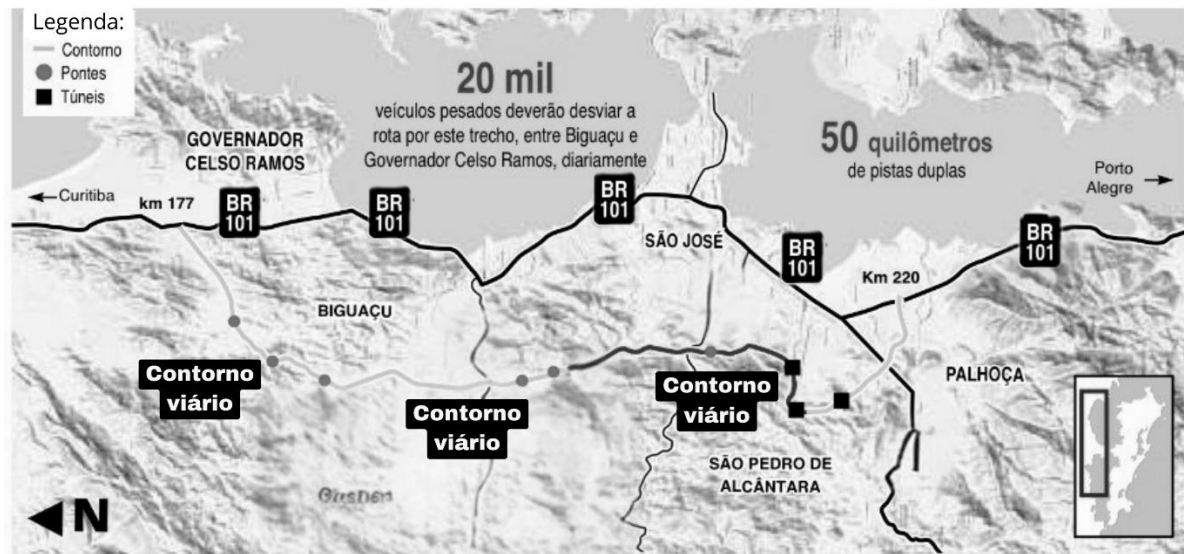 Legenda:
Contorno
Pontes
Túneis
20 mil
veículos pesados deverão desviar a
rota por este trecho, entre Biguaçu e
Governador Celso Ramos, diariamente
50 quilômetros
de pistas duplas
GOVERNADOR
CELSO RAMOS
Curitiba
km 177
BR
101
BR
101
BR
101
SÃO JOSÉ
BR
101
Km 220
BR
101
Porto
Alegre
BIGUAÇU
Contorno
viário
Contorno
viário
Contorno
viário
PALHOÇA
SÃO PEDRO DE
ALCÂNTARA
N